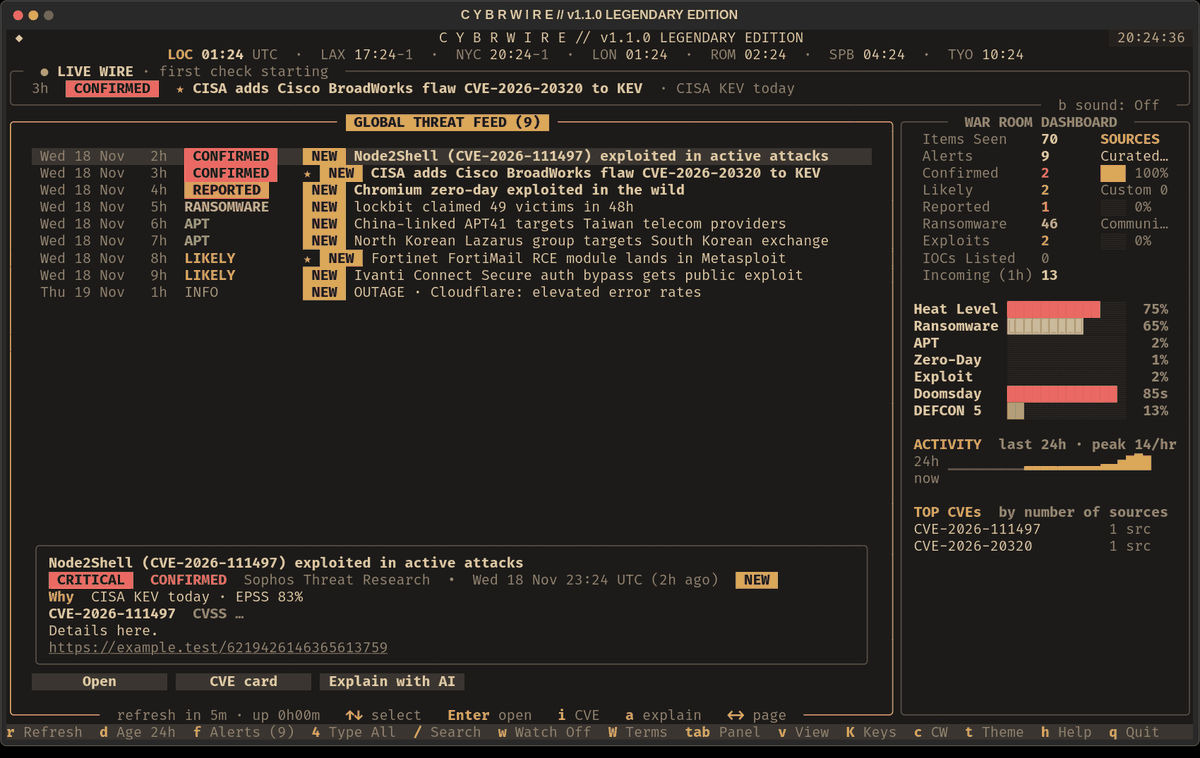 C Y B R W I R E // v1.1.0 LEGENDARY EDITION
◆ C Y B R W I R E // v1.1.0 LEGENDARY EDITION 20:24:36
LOC 01:24 UTC · LAX 17:24-1 · NYC 20:24-1 · LON 01:24 · ROM 02:24 · SPB 04:24 · TYO 10:24
● LIVE WIRE · first check starting
3h CONFIRMED ★ CISA adds Cisco BroadWorks flaw CVE-2026-20320 to KEV · CISA KEV today
b sound: Off
GLOBAL THREAT FEED (9)
Wed 18 Nov 2h CONFIRMED NEW Node2Shell (CVE-2026-111497) exploited in active attacks
Wed 18 Nov 3h CONFIRMED ★ NEW CISA adds Cisco BroadWorks flaw CVE-2026-20320 to KEV
Wed 18 Nov 4h REPORTED NEW Chromium zero-day exploited in the wild
Wed 18 Nov 5h RANSOMWARE NEW lockbit claimed 49 victims in 48h
Wed 18 Nov 6h APT NEW China-linked APT41 targets Taiwan telecom providers
Wed 18 Nov 7h APT NEW North Korean Lazarus group targets South Korean exchange
Wed 18 Nov 8h LIKELY ★ NEW Fortinet FortiMail RCE module lands in Metasploit
Wed 18 Nov 9h LIKELY NEW Ivanti Connect Secure auth bypass gets public exploit
Thu 19 Nov 1h INFO NEW OUTAGE · Cloudflare: elevated error rates
Node2Shell (CVE-2026-111497) exploited in active attacks
CRITICAL CONFIRMED Sophos Threat Research • Wed 18 Nov 23:24 UTC (2h ago) NEW
Why CISA KEV today · EPSS 83%
CVE-2026-111497 CVSS …
Details here.
https://example.test/6219426146365613759
Open CVE card Explain with AI
refresh in 5m · up 0h00m ↑↓ select Enter open i CVE a explain ↔ page
WAR ROOM DASHBOARD
Items Seen 70 SOURCES
Alerts 9 Curated…
Confirmed 2 100%
Likely 2 Custom 0
Reported 1 0%
Ransomware 46 Communi…
Exploits 2 0%
IOCs Listed 0
Incoming (1h) 13
Heat Level 75%
Ransomware 65%
APT 2%
Zero-Day 1%
Exploit 2%
Doomsday 85s
DEFCON 5 13%
ACTIVITY last 24h · peak 14/hr
24h
now
TOP CVEs by number of sources
CVE-2026-111497 1 src
CVE-2026-20320 1 src
r Refresh d Age 24h f Alerts (9) 4 Type All / Search w Watch Off W Terms tab Panel v View K Keys c CW t Theme h Help q Quit